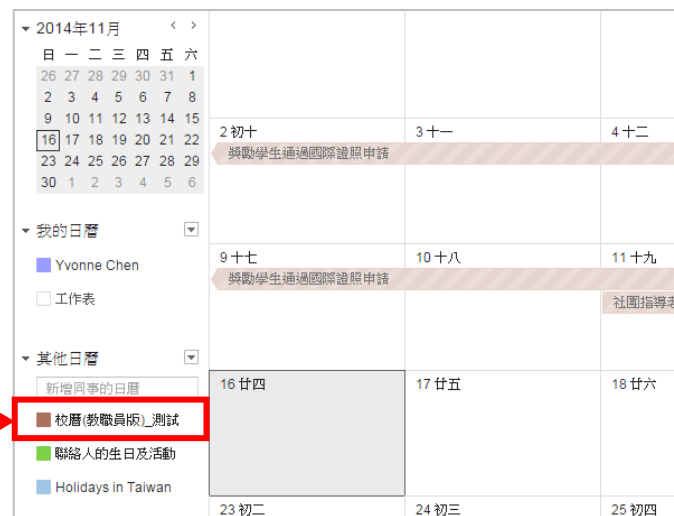 2014年11月
日 一 二 三 四 五 六
26 27 28 29 30 31 1
2 3 4 5 6 7 8
9 10 11 12 13 14 15
16 17 18 19 20 21 22
23 24 25 26 27 28 29
30 1 2 3 4 5 6
我的日曆
Yvonne Chen
工作表
其他日曆
新增同事的日曆
校曆(教職員版)_測試
聯絡人的生日及活動
Holidays in Taiwan
2 初十 3 十一 4 十二
獎勵學生通過國際證照申請
9 十七 10 十八 11 十九
獎勵學生通過國際證照申請
社團指導老
16 廿四 17 廿五 18 廿六
23 初二 24 初三 25 初四